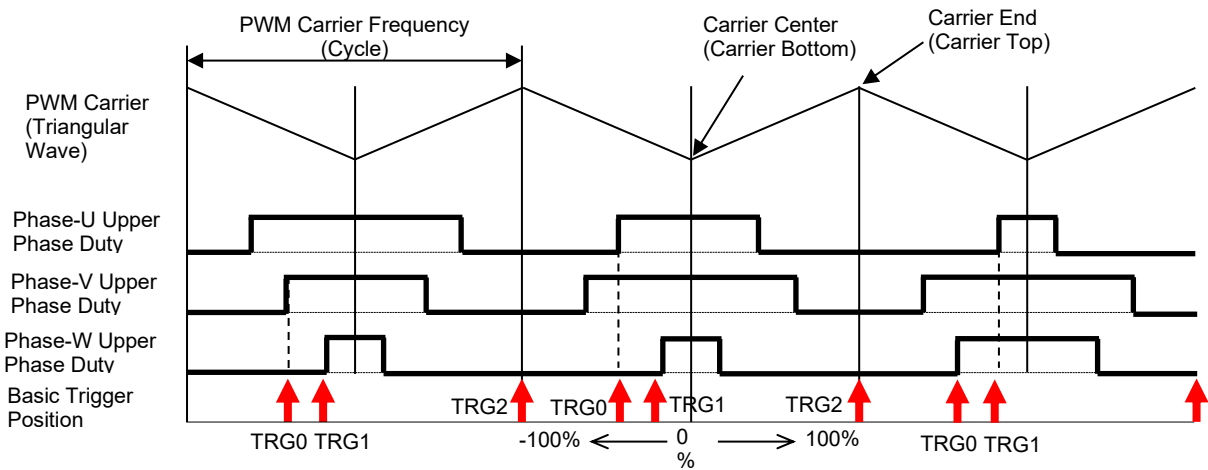 PWM Carrier Frequency
(Cycle)
Carrier Center
(Carrier Bottom)
Carrier End
(Carrier Top)
PWM Carrier
(Triangular
Wave)
Phase-U Upper
Phase Duty
Phase-V Upper
Phase Duty
Phase-W Upper
Phase Duty
Basic Trigger
Position
TRG2
TRG0
TRG1
TRG2
TRG0
TRG1
-100%
0
%
100%
TRG0
TRG1